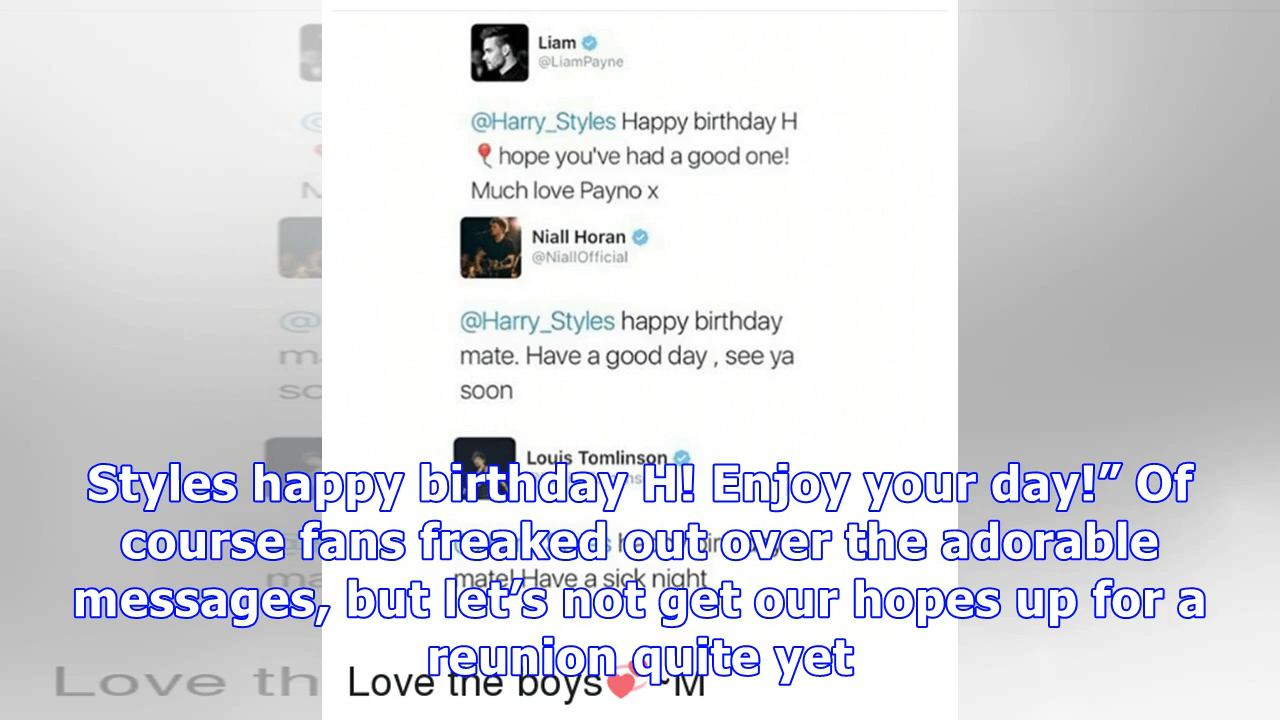 Liam
@LiamPayne
@Harry_Styles Happy birthday H
🎈hope you've had a good one!
Much love Payno x
Niall Horan
@NiallOfficial
@Harry_Styles happy birthday
mate. Have a good day , see ya
soon
Louis Tomlinson
Styles happy birthday H! Enjoy your day!” Of
course fans freaked out over the adorable
mate! Have a sick night
messages, but let’s not get our hopes up for a
reunion quite yet
Love th
Love the boys💞~M